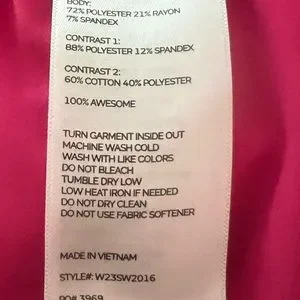 BODY:
72% POLYESTER 21% RAYON
7% SPANDEX
CONTRAST 1:
88% POLYESTER 12% SPANDEX
CONTRAST 2:
60% COTTON 40% POLYESTER
100% AWESOME
TURN GARMENT INSIDE OUT
MACHINE WASH COLD
WASH WITH LIKE COLORS
DO NOT BLEACH
TUMBLE DRY LOW
LOW HEAT IRON IF NEEDED
DO NOT DRY CLEAN
DO NOT USE FABRIC SOFTENER
MADE IN VIETNAM
STYLE#: W23SW2016
PO#: 3969